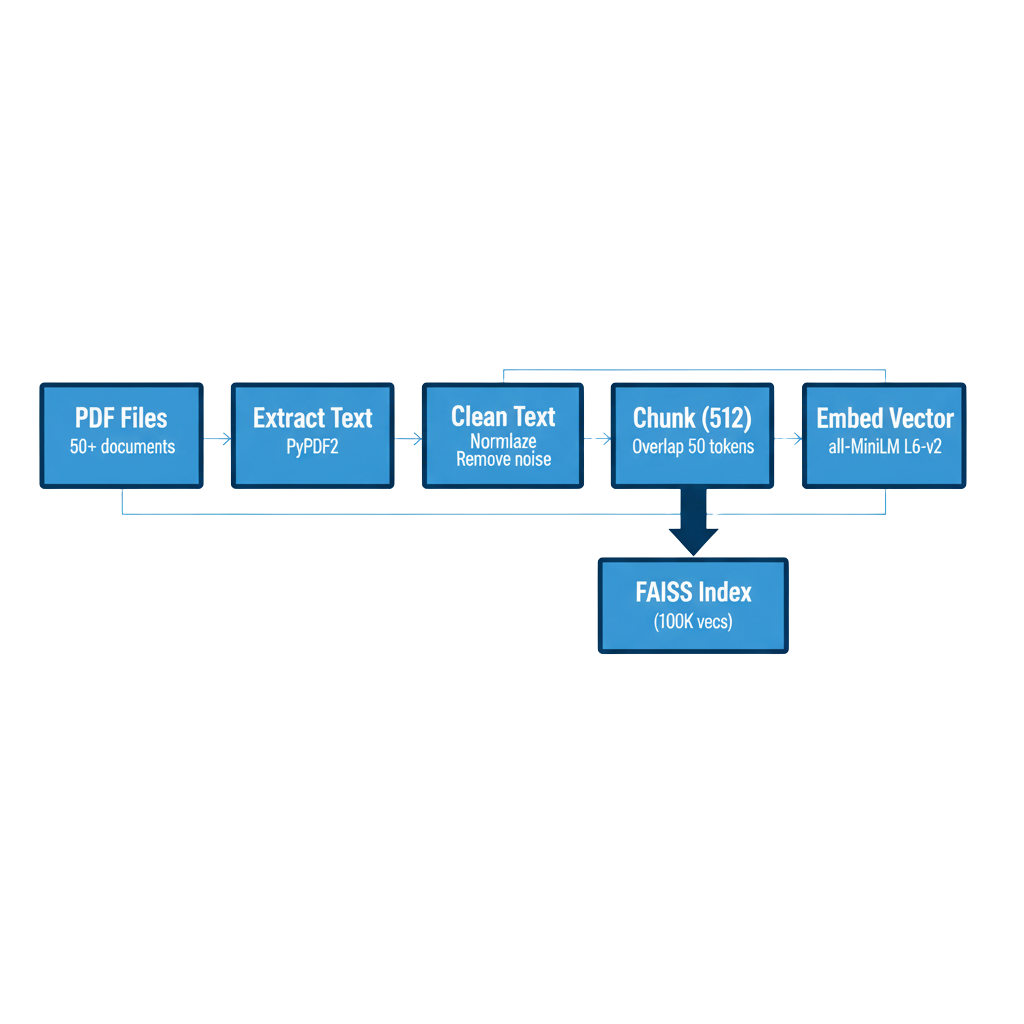 PDF Files
50+ documents
Extract Text
PyPDF2
Clean Text
Normlaze
Remove noise
Chunk (512)
Overlap 50 tokens
Embed Vector
all-MiniLM L6-v2
FAISS Index
(100K vecs)